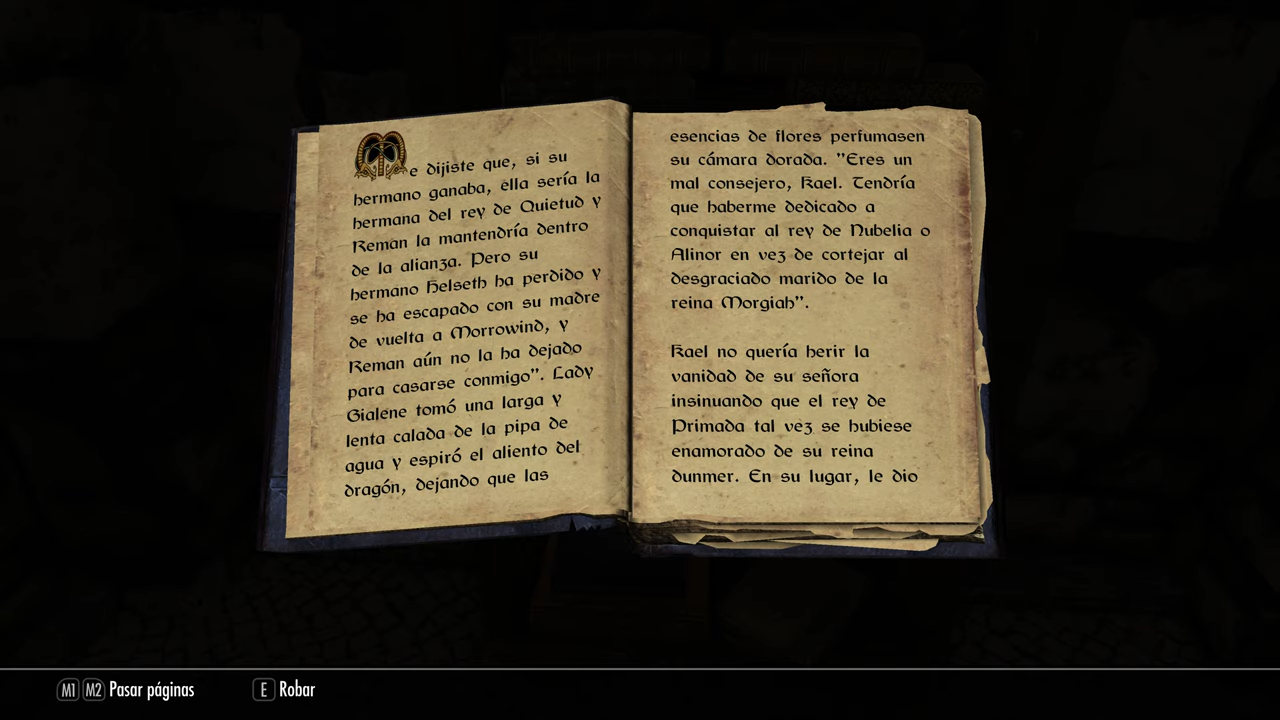 Me dijiste que, si su
hermano ganaba, ella sería la
hermana del rey de Quietud y
Reman la mantendría dentro
de la alianza. Pero su
hermano Helseth ha perdido y
se ha escapado con su madre
de vuelta a Morrowind, y
Reman aún no la ha dejado
para casarse conmigo". Lady
Gialene tomó una larga y
lenta calada de la pipa de
agua y espiró el aliento del
dragón, dejando que las
esencias de flores perfumasen
su cámara dorada. "Eres un
mal consejero, Kael. Tendría
que haberme dedicado a
conquistar al rey de Nubelia o
Alinor en vez de cortejar al
desgraciado marido de la
reina Morgiah".
Kael no quería herir la
vanidad de su señora
insinuando que el rey de
Primada tal vez se hubiese
enamorado de su reina
dunmer. En su lugar, le dio
M1 M2 Pasar páginas
E Robar